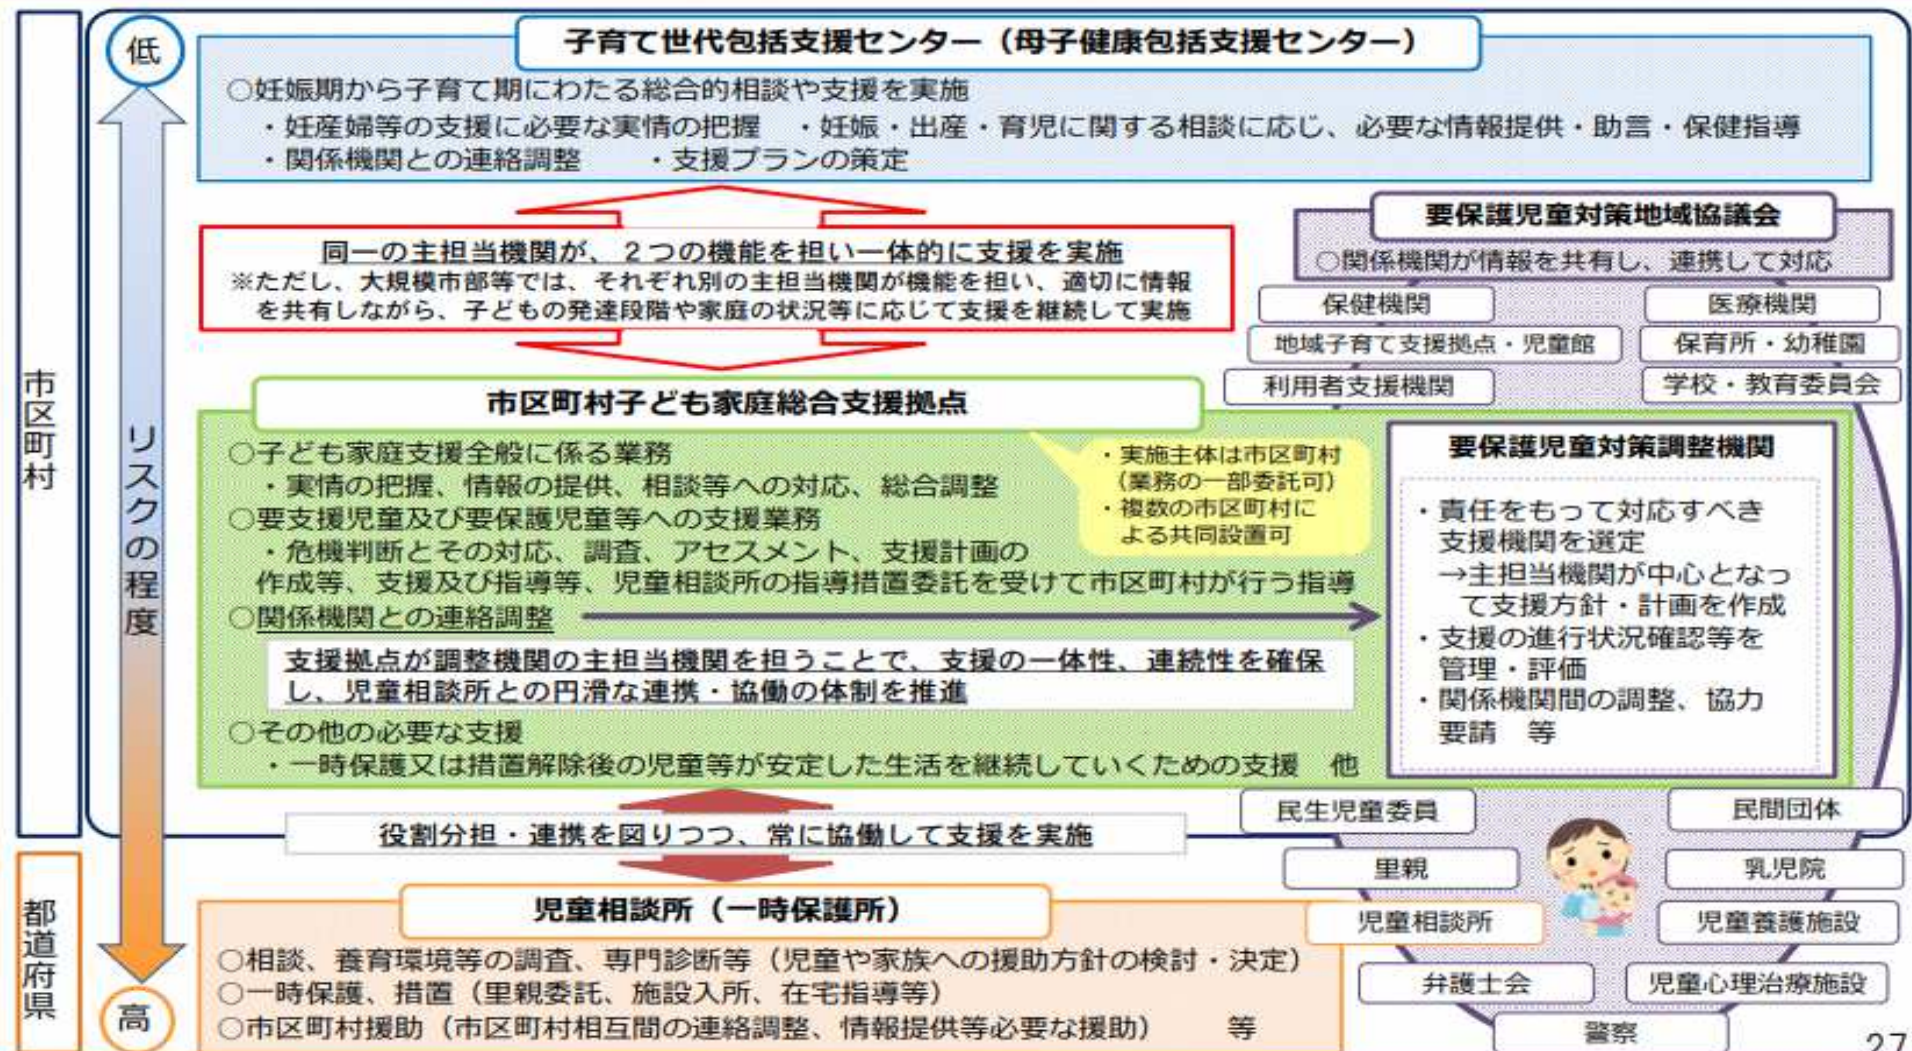 市区町村
都道府県
低
リスクの程度
高
子育て世代包括支援センター（母子健康包括支援センター）
○妊娠期から子育て期にわたる総合的相談や支援を実施
・妊産婦等の支援に必要な実情の把握　・妊娠・出産・育児に関する相談に応じ、必要な情報提供・助言・保健指導
・関係機関との連絡調整　　・支援プランの策定
同一の主担当機関が、２つの機能を担い一体的に支援を実施
※ただし、大規模市部等では、それぞれ別の主担当機関が機能を担い、適切に情報
を共有しながら、子どもの発達段階や家庭の状況等に応じて支援を継続して実施
要保護児童対策地域協議会
○関係機関が情報を共有し、連携して対応
保健機関
医療機関
地域子育て支援拠点・児童館
保育所・幼稚園
利用者支援機関
学校・教育委員会
市区町村子ども家庭総合支援拠点
○子ども家庭支援全般に係る業務
・実情の把握、情報の提供、相談等への対応、総合調整
○要支援児童及び要保護児童等への支援業務
・危機判断とその対応、調査、アセスメント、支援計画の
作成等、支援及び指導等、児童相談所の指導措置委託を受けて市区町村が行う指導
○関係機関との連絡調整
支援拠点が調整機関の主担当機関を担うことで、支援の一体性、連続性を確保
し、児童相談所との円滑な連携・協働の体制を推進
○その他の必要な支援
・一時保護又は措置解除後の児童等が安定した生活を継続していくための支援　他
・実施主体は市区町村
（業務の一部委託可）
・複数の市区町村に
よる共同設置可
要保護児童対策調整機関
・責任をもって対応すべき
支援機関を選定
→主担当機関が中心となっ
て支援方針・計画を作成
・支援の進行状況確認等を
管理・評価
・関係機関間の調整、協力
要請　等
役割分担・連携を図りつつ、常に協働して支援を実施
児童相談所（一時保護所）
○相談、養育環境等の調査、専門診断等（児童や家族への援助方針の検討・決定）
○一時保護、措置（里親委託、施設入所、在宅指導等）
○市区町村援助（市区町村相互間の連絡調整、情報提供等必要な援助）　　等
民生児童委員
民間団体
里親
乳児院
児童相談所
児童養護施設
弁護士会
児童心理治療施設
警察
27